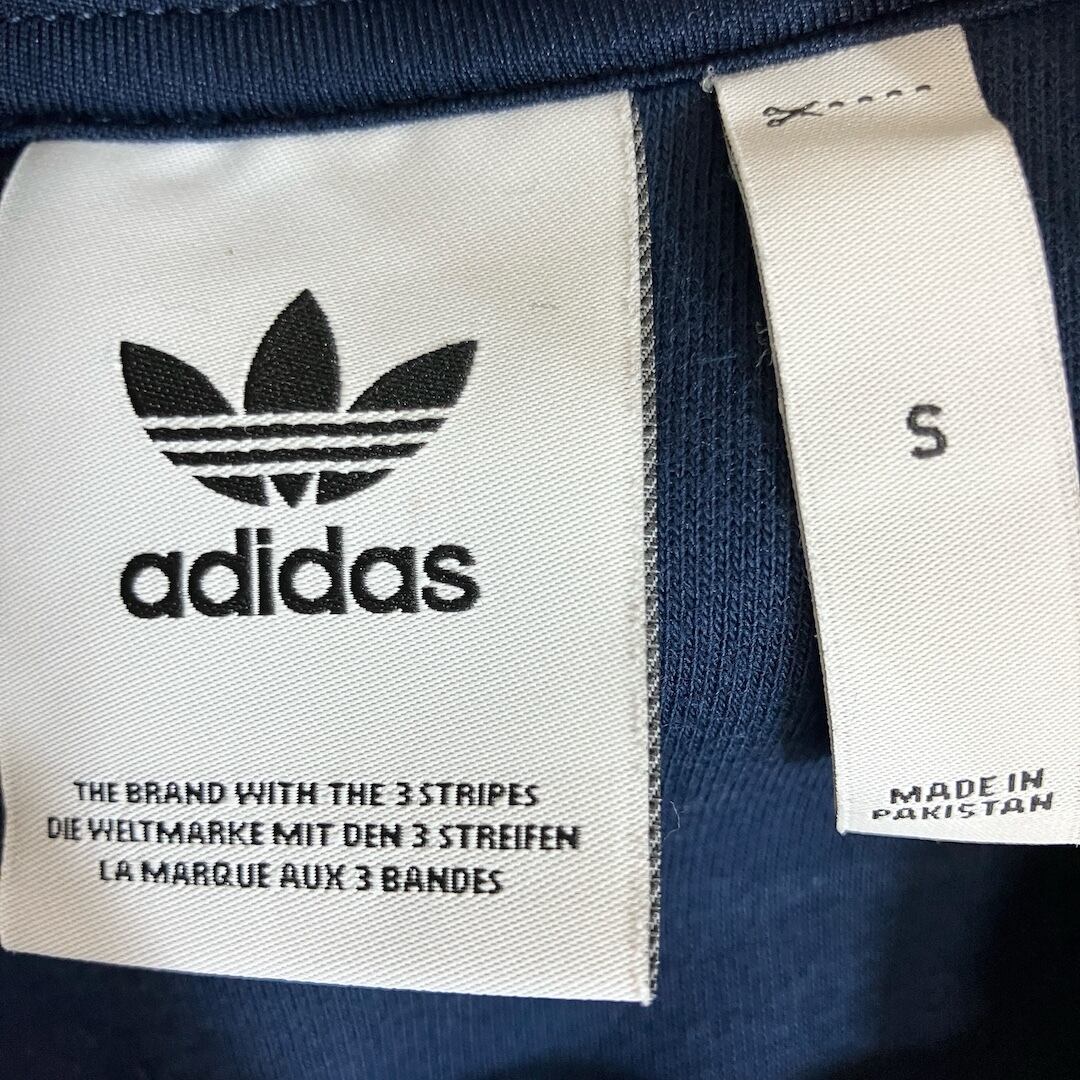 adidas
THE BRAND WITH THE 3 STRIPES
DIE WELTMARKE MIT DEN 3 STREIFEN
LA MARQUE AUX 3 BANDES
S
MADE IN
PAKISTAN